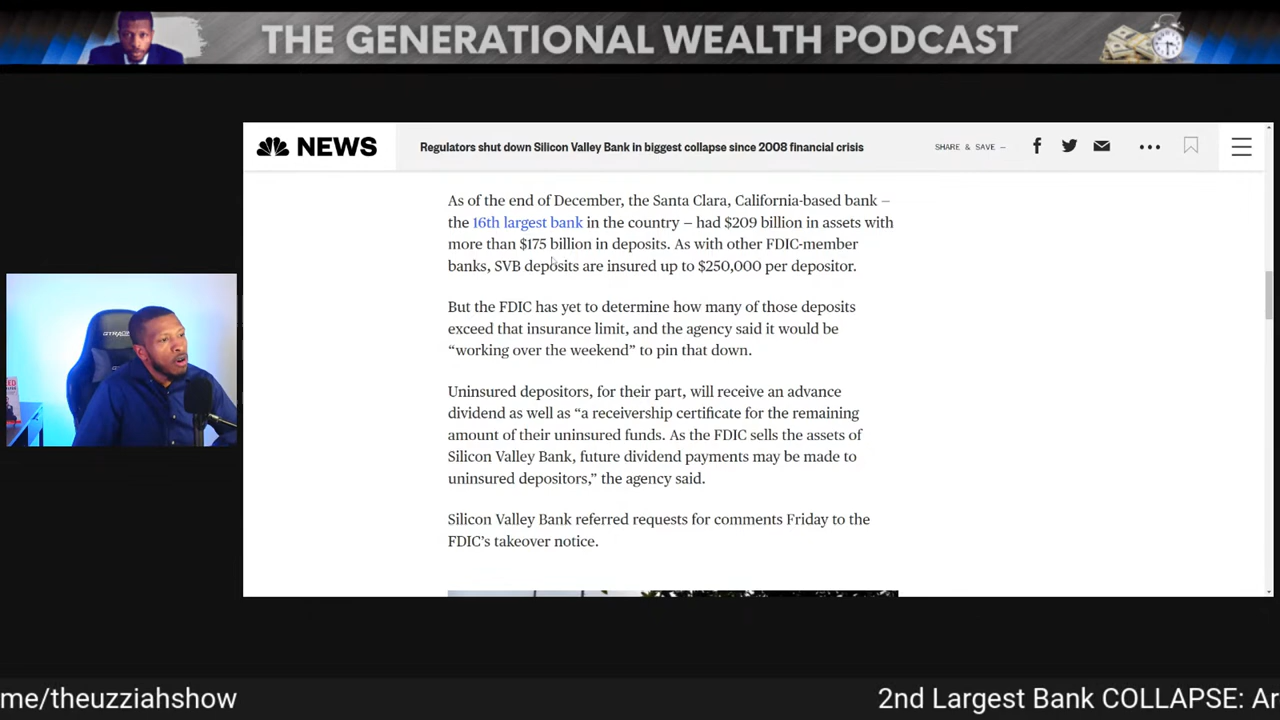 THE GENERATIONAL WEALTH PODCAST
NEWS
Regulators shut down Silicon Valley Bank in biggest collapse since 2008 financial crisis
SHARE & SAVE —
As of the end of December, the Santa Clara, California-based bank —
the 16th largest bank in the country — had $209 billion in assets with
more than $175 billion in deposits. As with other FDIC-member
banks, SVB deposits are insured up to $250,000 per depositor.
But the FDIC has yet to determine how many of those deposits
exceed that insurance limit, and the agency said it would be
“working over the weekend” to pin that down.
Uninsured depositors, for their part, will receive an advance
dividend as well as “a receivership certificate for the remaining
amount of their uninsured funds. As the FDIC sells the assets of
Silicon Valley Bank, future dividend payments may be made to
uninsured depositors,” the agency said.
Silicon Valley Bank referred requests for comments Friday to the
FDIC’s takeover notice.
me/theuzziahshow
2nd Largest Bank COLLAPSE: Ar